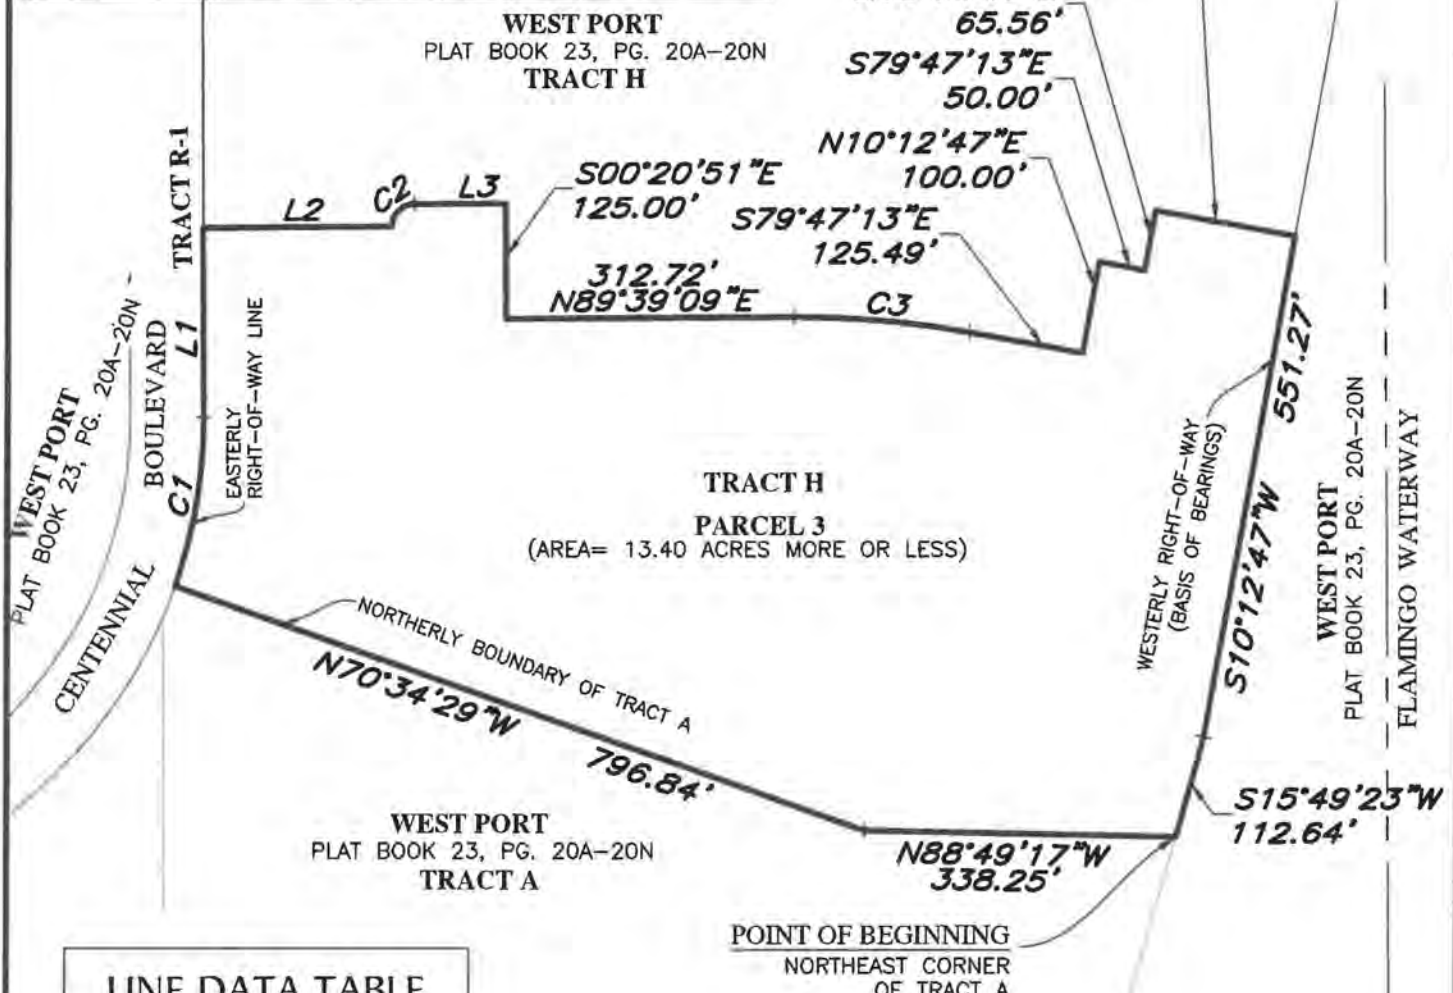 WEST PORT
PLAT BOOK 23, PG. 20A-20N
TRACT H
65.56'
S79°47'13"E
50.00'
N10°12'47"E
100.00'
S79°47'13"E
125.49'
S00°20'51"E
125.00'
TRACT R-1
L2
C2
L3
312.72'
N89°39'09"E
C3
L1
C1
EASTERLY
RIGHT-OF-WAY LINE
WEST PORT
PLAT BOOK 23, PG. 20A-20N
CENTENNIAL
BOULEVARD
TRACT H
PARCEL 3
(AREA= 13.40 ACRES MORE OR LESS)
WESTERLY RIGHT-OF-WAY
(BASIS OF BEARINGS)
S10°12'47"W
551.27'
WEST PORT
PLAT BOOK 23, PG. 20A-20N
FLAMINGO WATERWAY
NORTHERLY BOUNDARY OF TRACT A
N70°34'29"W
796.84'
S15°49'23"W
112.64'
N88°49'17"W
338.25'
WEST PORT
PLAT BOOK 23, PG. 20A-20N
TRACT A
POINT OF BEGINNING
NORTHEAST CORNER
OF TRACT A
LINE DATA TABLE